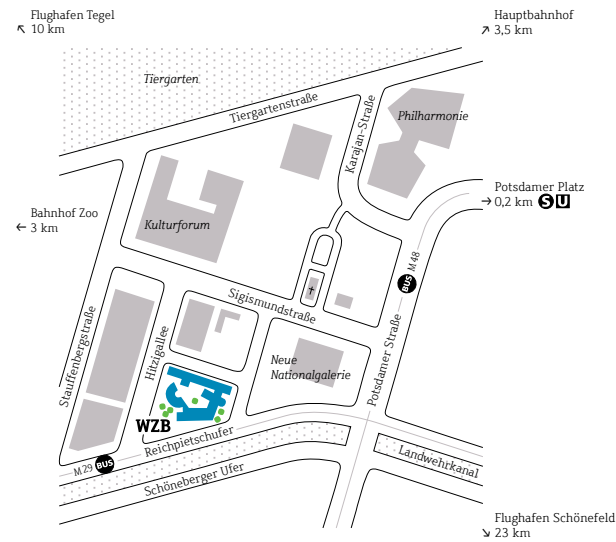 Flughafen Tegel
↖ 10 km
Hauptbahnhof
↗ 3,5 km
Tiergarten
Tiergartenstraße
Karajan-Straße
Philharmonie
Potsdamer Platz
→ 0,2 km S U
Bahnhof Zoo
← 3 km
Kulturforum
BUS M 48
Sigismundstraße
Stauffenbergstraße
Hitzigallee
Potsdamer Straße
Neue
Nationalgalerie
WZB
Reichpietschufer
M 29 BUS
Landwehrkanal
Schöneberger Ufer
Flughafen Schönefeld
↘ 23 km